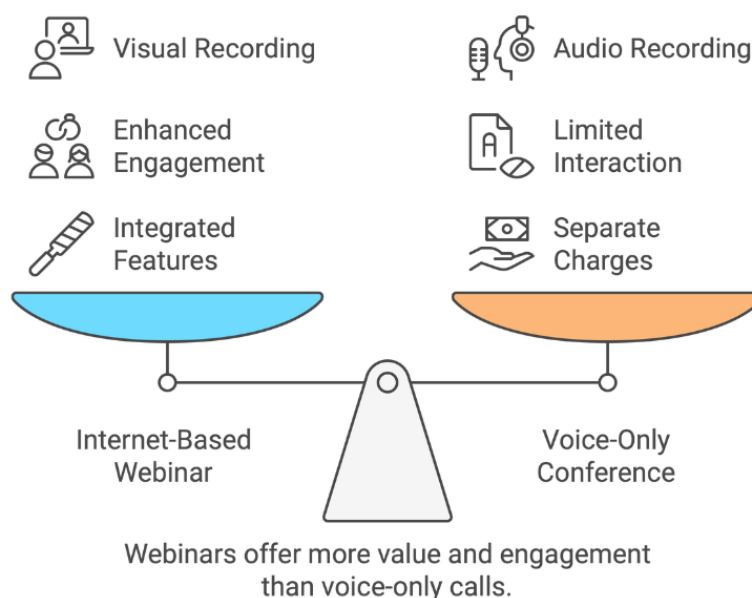 Visual Recording
Enhanced
Engagement
Integrated
Features
Audio Recording
Limited
Interaction
Separate
Charges
Internet-Based
Webinar
Voice-Only
Conference
Webinars offer more value and engagement
than voice-only calls.